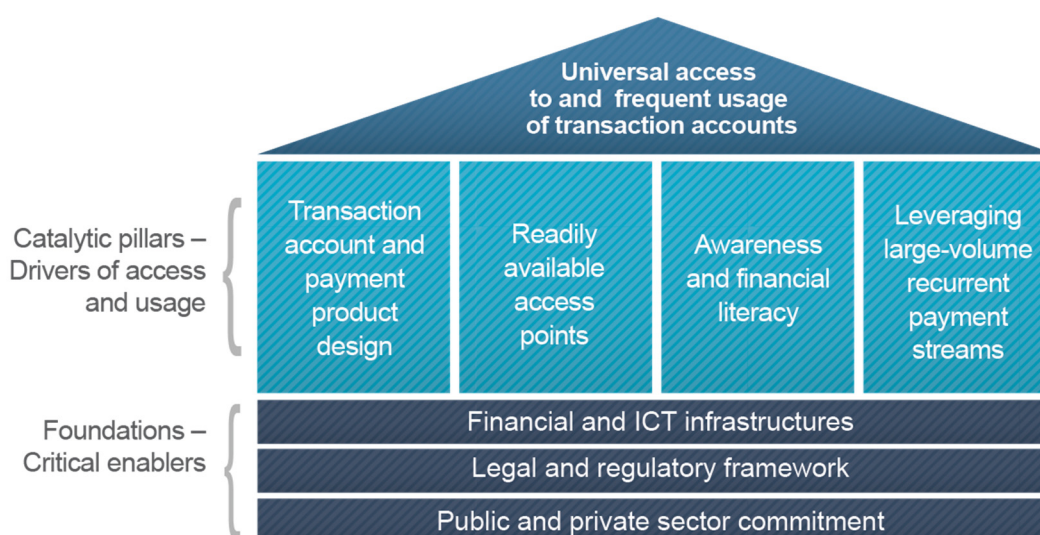 Universal access
to and frequent usage
of transaction accounts
Catalytic pillars –
Drivers of access
and usage
Transaction
account and
payment
product
design
Readily
available
access
points
Awareness
and financial
literacy
Leveraging
large-volume
recurrent
payment
streams
Foundations –
Critical enablers
Financial and ICT infrastructures
Legal and regulatory framework
Public and private sector commitment